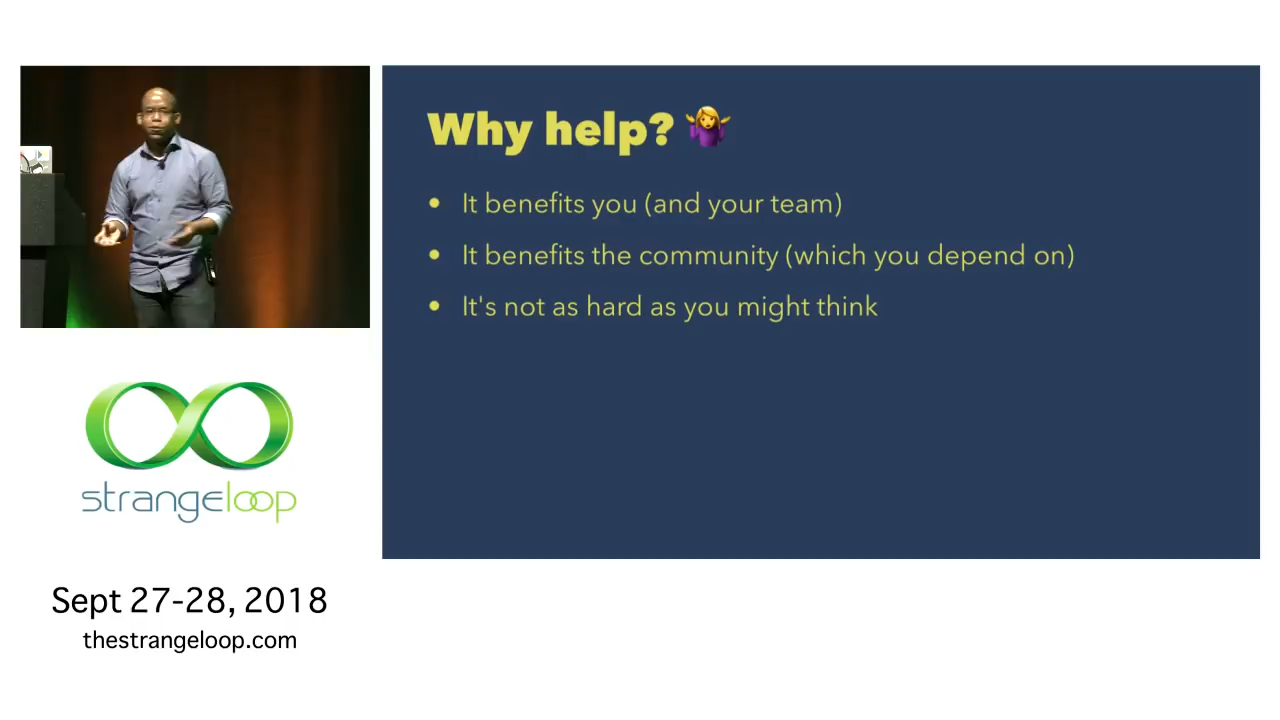 Why help? 🤷‍♀️
• It benefits you (and your team)
• It benefits the community (which you depend on)
• It's not as hard as you might think
strangeloop
Sept 27-28, 2018
thestrangeloop.com